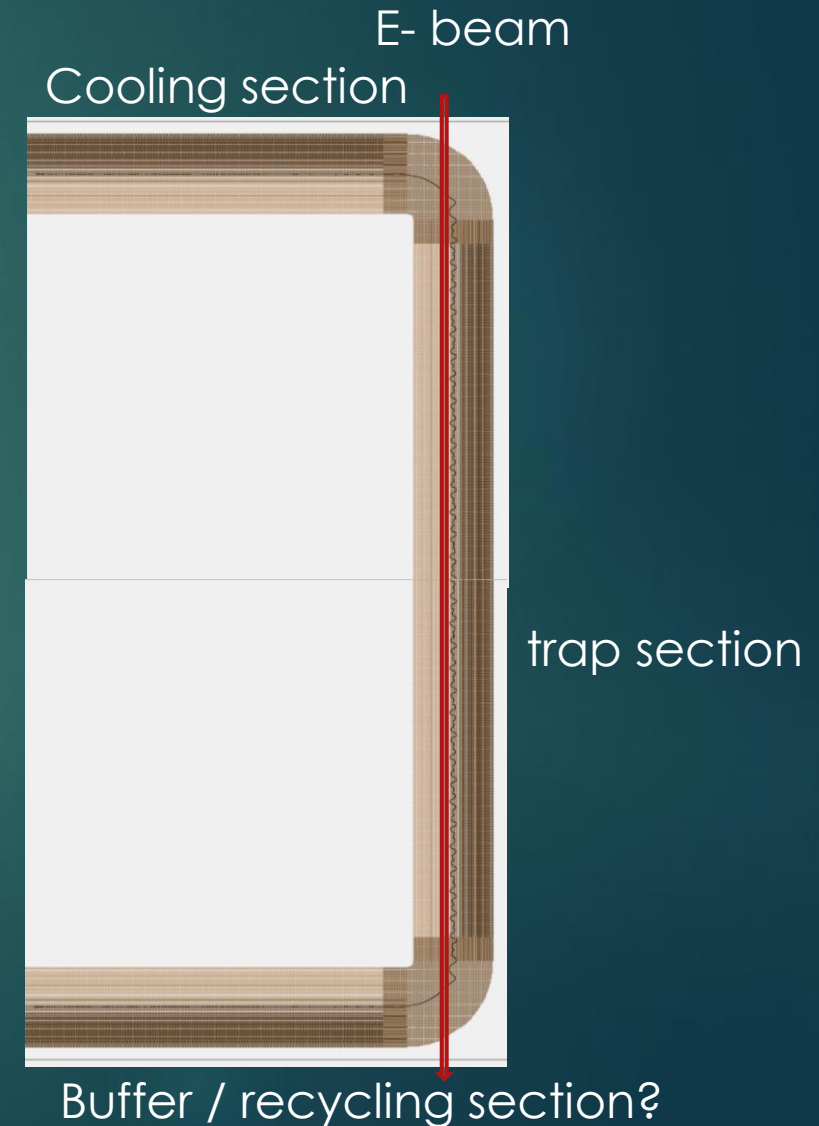 E- beam
Cooling section
trap section
Buffer / recycling section?